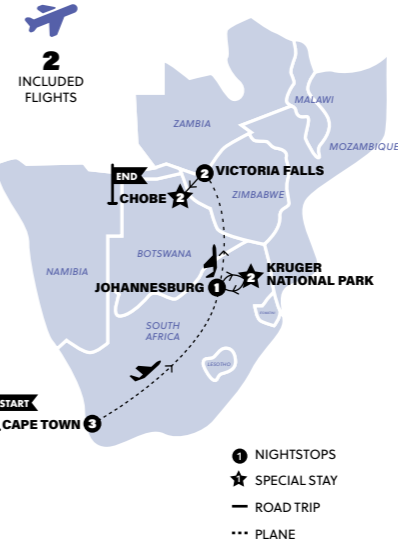 2
INCLUDED
FLIGHTS
MALAWI
ZAMBIA
MOZAMBIQUE
2 VICTORIA FALLS
END
CHOBE 2
ZIMBABWE
BOTSWANA
NAMIBIA
2 KRUGER
NATIONAL PARK
JOHANNESBURG 1
SOUTH
AFRICA
LESOTHO
START
CAPE TOWN 3
1 NIGHTSTOPS
1 SPECIAL STAY
ROAD TRIP
PLANE